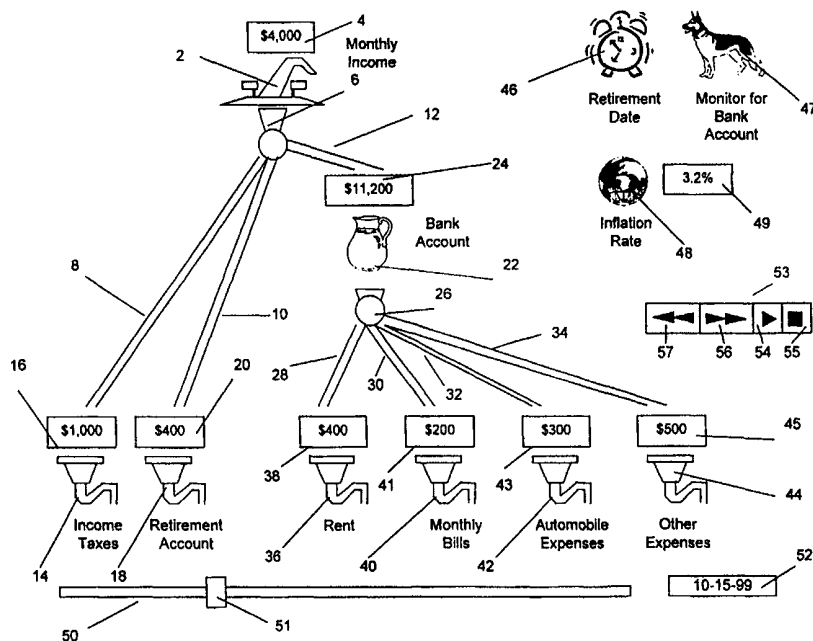 4
$4,000
Monthly
Income
2
6
12
24
$11,200
Bank
Account
22
26
8
10
28
30
32
34
16
20
$1,000
$400
$400
$200
$300
$500
45
38
41
43
44
Income
Taxes
Retirement
Account
Rent
Monthly
Bills
Automobile
Expenses
Other
Expenses
14
18
36
40
42
50
51
10-15-99
52
46
Retirement
Date
Monitor for
Bank
Account
47
3.2%
Inflation
Rate
48
49
53
57
56
54
55